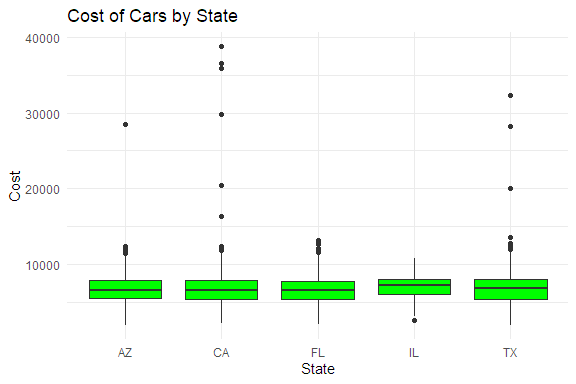 Cost of Cars by State
40000
30000
20000
10000
Cost
AZ CA FL IL TX
State